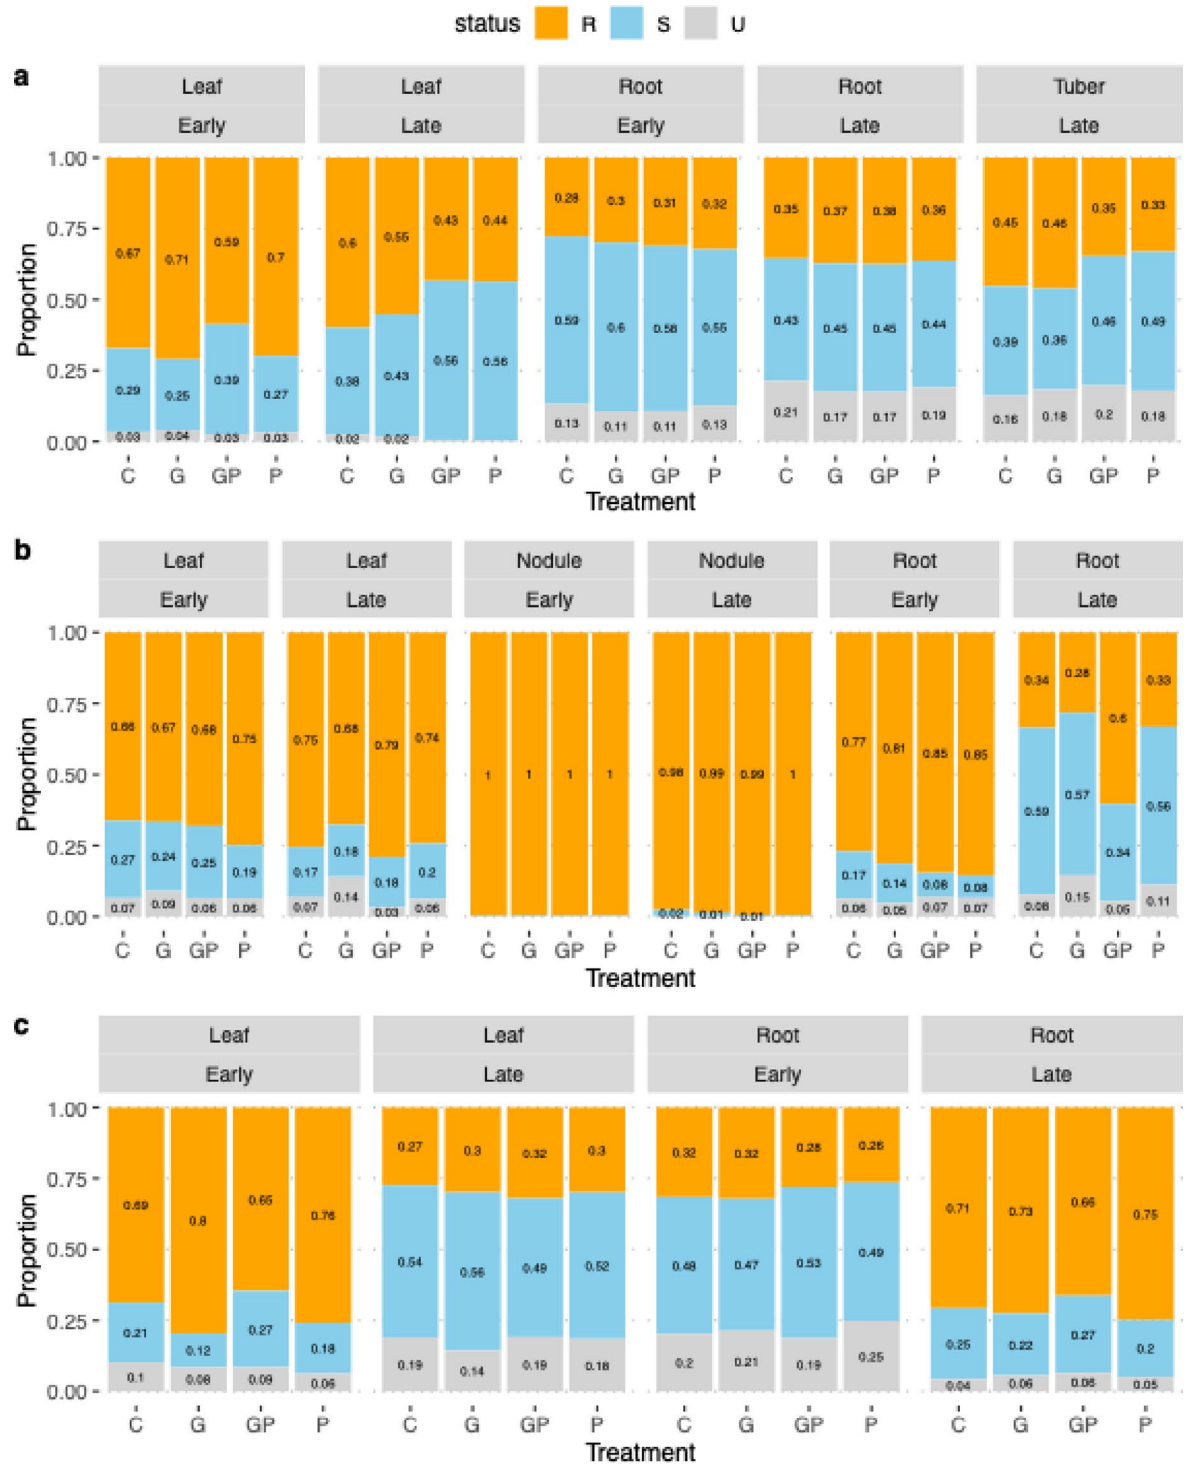 status R S U
a
Leaf Leaf Root Root Tuber
Early Late Early Late Late
1.00
0.67 0.71 0.59 0.7 0.6 0.55 0.43 0.44 0.28 0.3 0.31 0.32 0.35 0.37 0.38 0.36 0.45 0.46 0.35 0.33
0.75
0.50
0.29 0.25 0.39 0.27 0.38 0.43 0.56 0.56 0.59 0.6 0.58 0.55 0.43 0.45 0.45 0.44 0.39 0.36 0.46 0.49
0.25
0.03 0.04 0.03 0.03 0.02 0.02 0.13 0.11 0.11 0.13 0.21 0.17 0.17 0.19 0.16 0.18 0.2 0.18
0.00
Proportion
C G GP P C G GP P C G GP P C G GP P C G GP P
Treatment
b
Leaf Leaf Nodule Nodule Root Root
Early Late Early Late Early Late
1.00
0.66 0.67 0.68 0.75 0.75 0.68 0.79 0.74 1 1 1 1 0.98 0.99 0.99 1 0.77 0.81 0.85 0.85 0.34 0.28 0.6 0.33
0.75
0.50
0.27 0.24 0.25 0.19 0.17 0.18 0.18 0.2 0.02 0.01 0.01 0.17 0.14 0.08 0.08 0.59 0.57 0.34 0.56
0.25
0.07 0.09 0.06 0.06 0.07 0.14 0.03 0.06 0.06 0.05 0.07 0.07 0.08 0.15 0.05 0.11
0.00
Proportion
C G GP P C G GP P C G GP P C G GP P C G GP P C G GP P
Treatment
c
Leaf Leaf Root Root
Early Late Early Late
1.00
0.69 0.8 0.65 0.76 0.27 0.3 0.32 0.3 0.32 0.32 0.28 0.26 0.71 0.73 0.66 0.75
0.75
0.50
0.21 0.12 0.27 0.18 0.54 0.56 0.49 0.52 0.48 0.47 0.53 0.49 0.25 0.22 0.27 0.2
0.25
0.1 0.08 0.09 0.06 0.19 0.14 0.19 0.18 0.2 0.21 0.19 0.25 0.04 0.06 0.06 0.05
0.00
Proportion
C G GP P C G GP P C G GP P C G GP P
Treatment